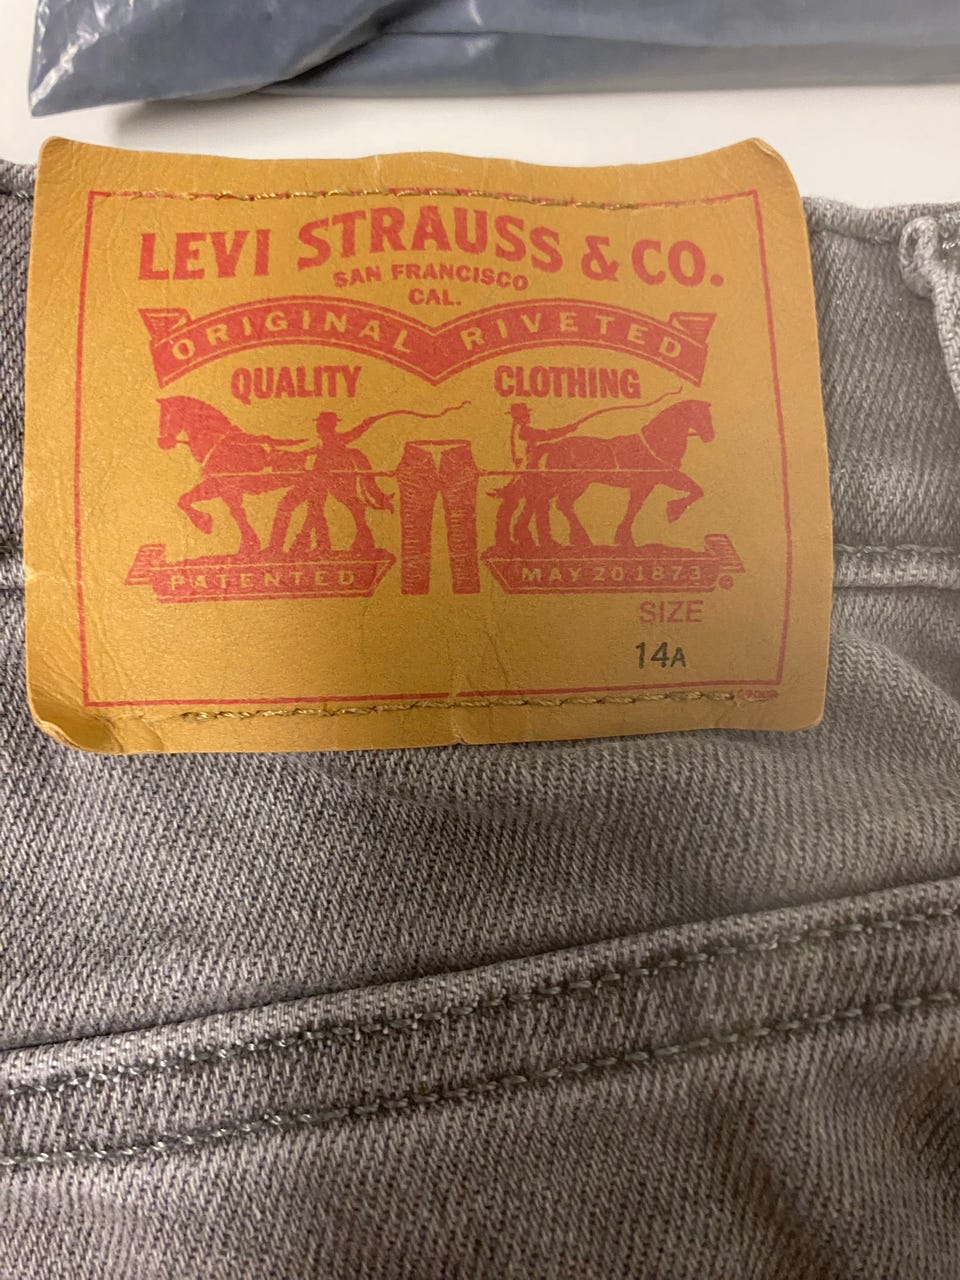 LEVI STRAUSS & CO.
SAN FRANCISCO
CAL.
ORIGINAL RIVETED
QUALITY CLOTHING
PATENTED MAY 20 1873
SIZE
14A